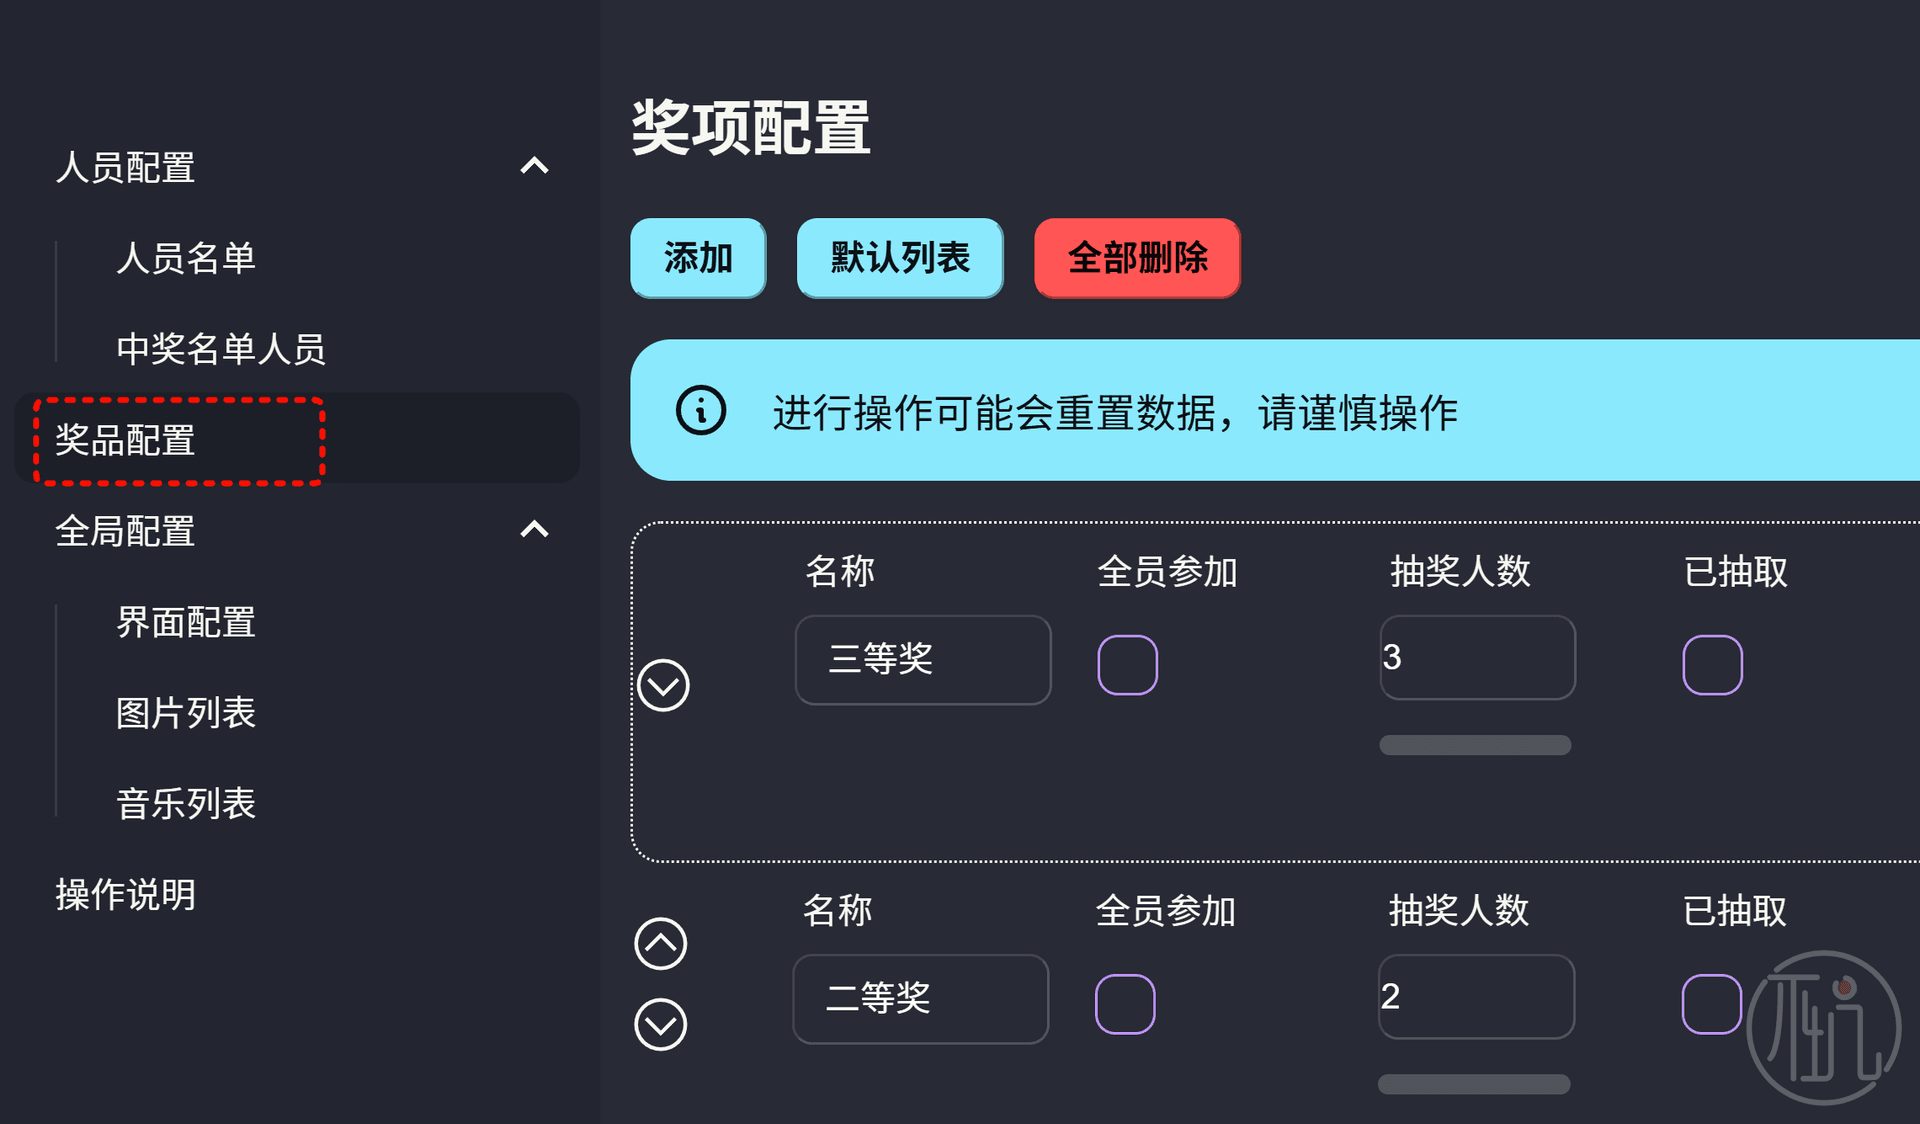 人员配置
人员名单
中奖名单人员
奖品配置
全局配置
界面配置
图片列表
音乐列表
操作说明
奖项配置
添加 默认列表 全部删除
进行操作可能会重置数据，请谨慎操作
名称 全员参加 抽奖人数 已抽取
三等奖 3
名称 全员参加 抽奖人数 已抽取
二等奖 2